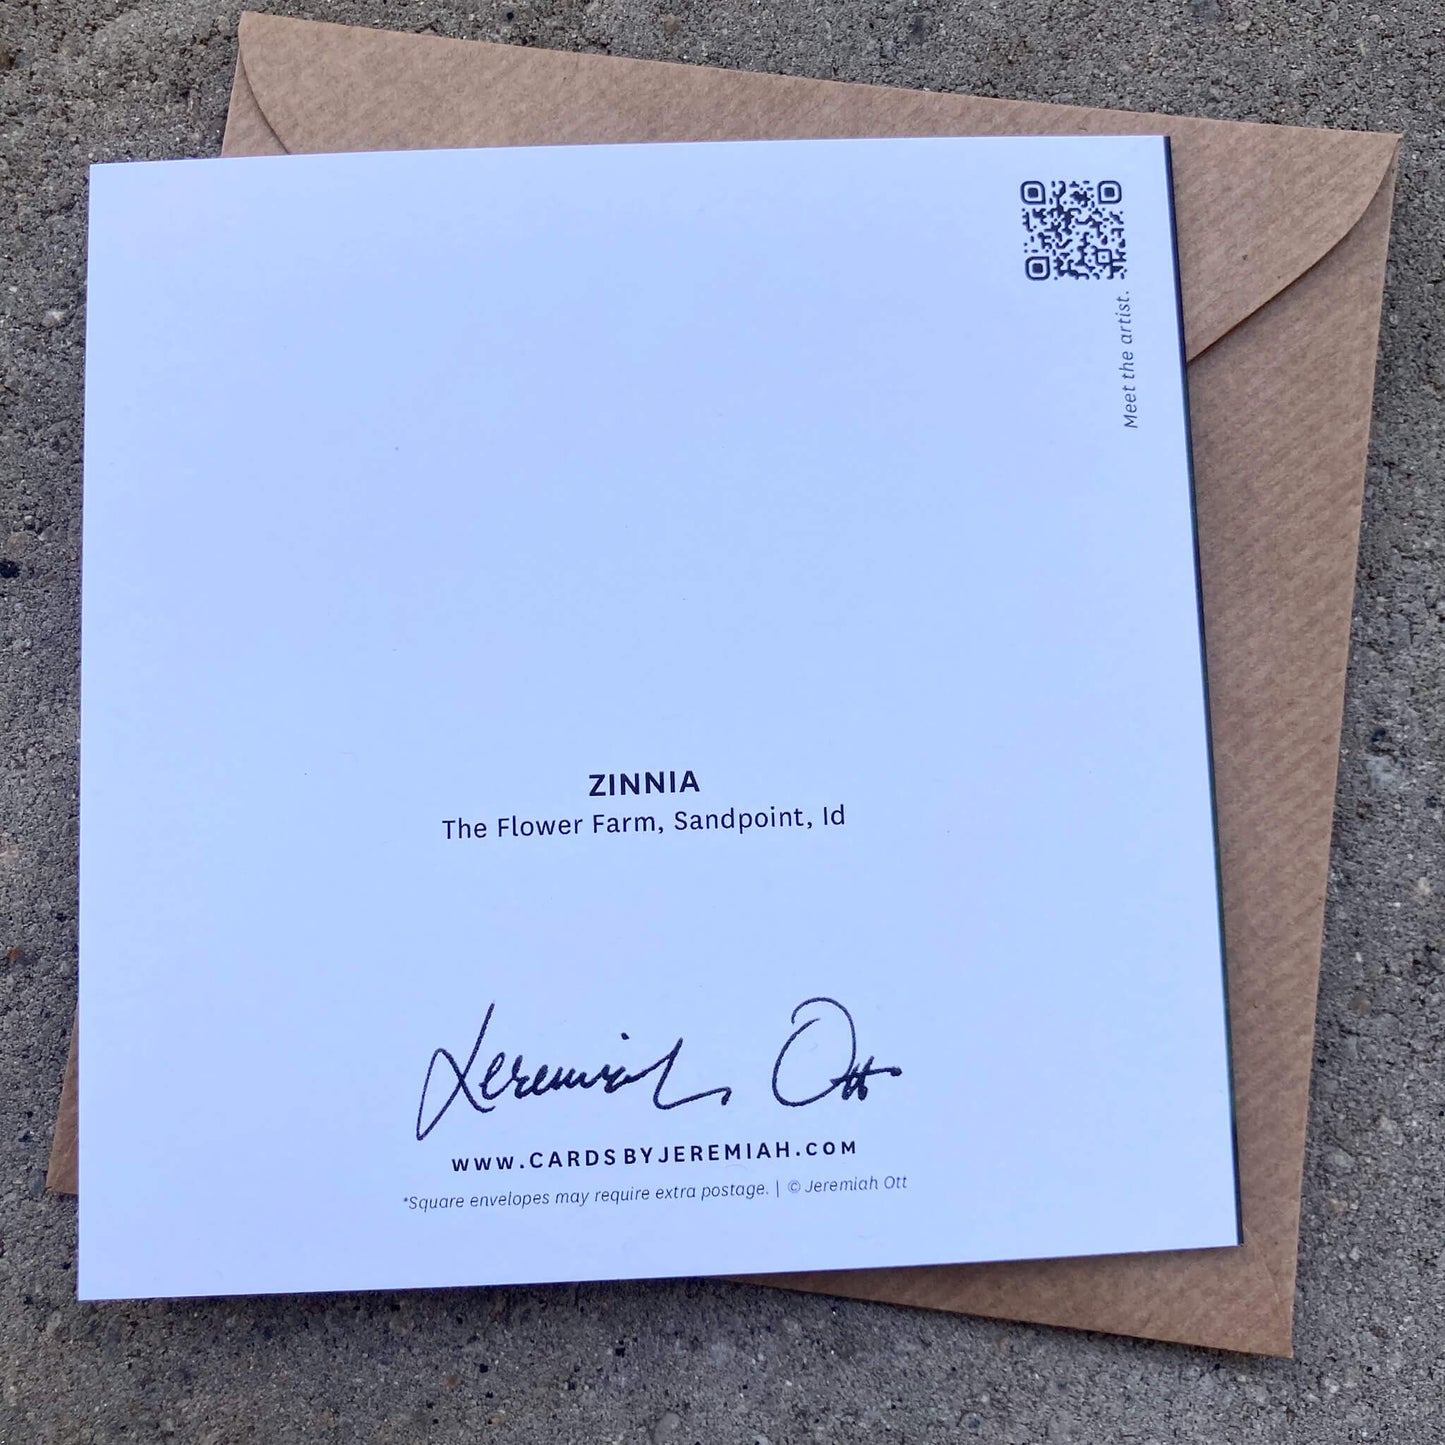 Meet the artist.
ZINNIA
The Flower Farm, Sandpoint, Id
Jeremiah Ott
WWW.CARDSBYJEREMIAH.COM
*Square envelopes may require extra postage. | © Jeremiah Ott